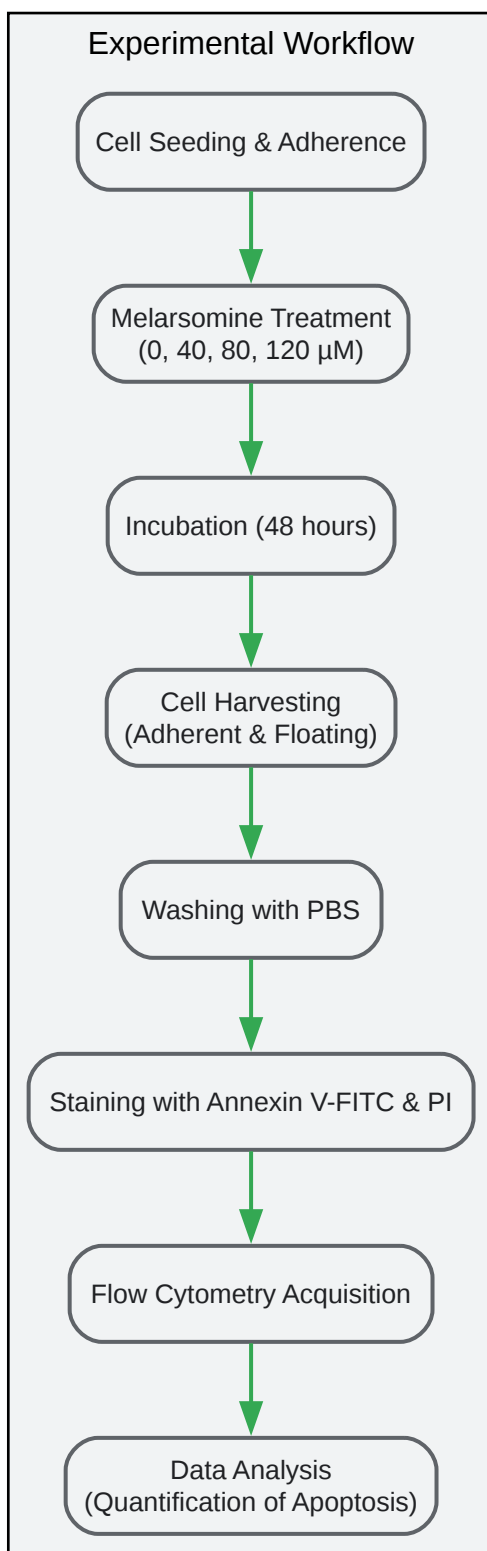 Experimental Workflow
Cell Seeding & Adherence
Melarsomine Treatment
(0, 40, 80, 120 µM)
Incubation (48 hours)
Cell Harvesting
(Adherent & Floating)
Washing with PBS
Staining with Annexin V-FITC & PI
Flow Cytometry Acquisition
Data Analysis
(Quantification of Apoptosis)